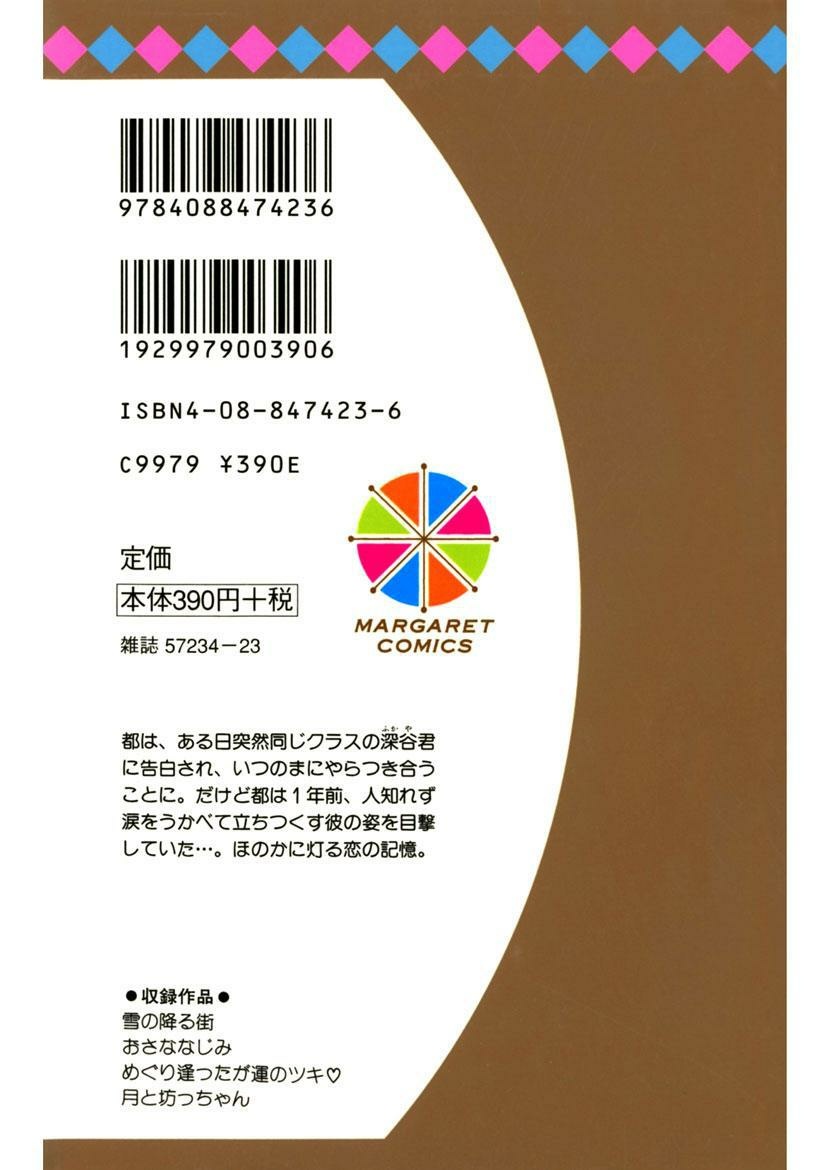 9784088474236
1929979003906
ISBN4-08-847423-6
C9979 ¥390E
定価
本体390円+税
雑誌 57234-23
MARGARET
COMICS
ふかや
都は、ある日突然同じクラスの深谷君
に告白され、いつのまにやらつき合う
ことに。だけど都は1年前、人知れず
涙をうかべて立ちつくす彼の姿を目撃
していた…。ほのかに灯る恋の記憶。
●収録作品●
雪の降る街
おさななじみ
めぐり逢ったが運のツキ♡
月と坊っちゃん